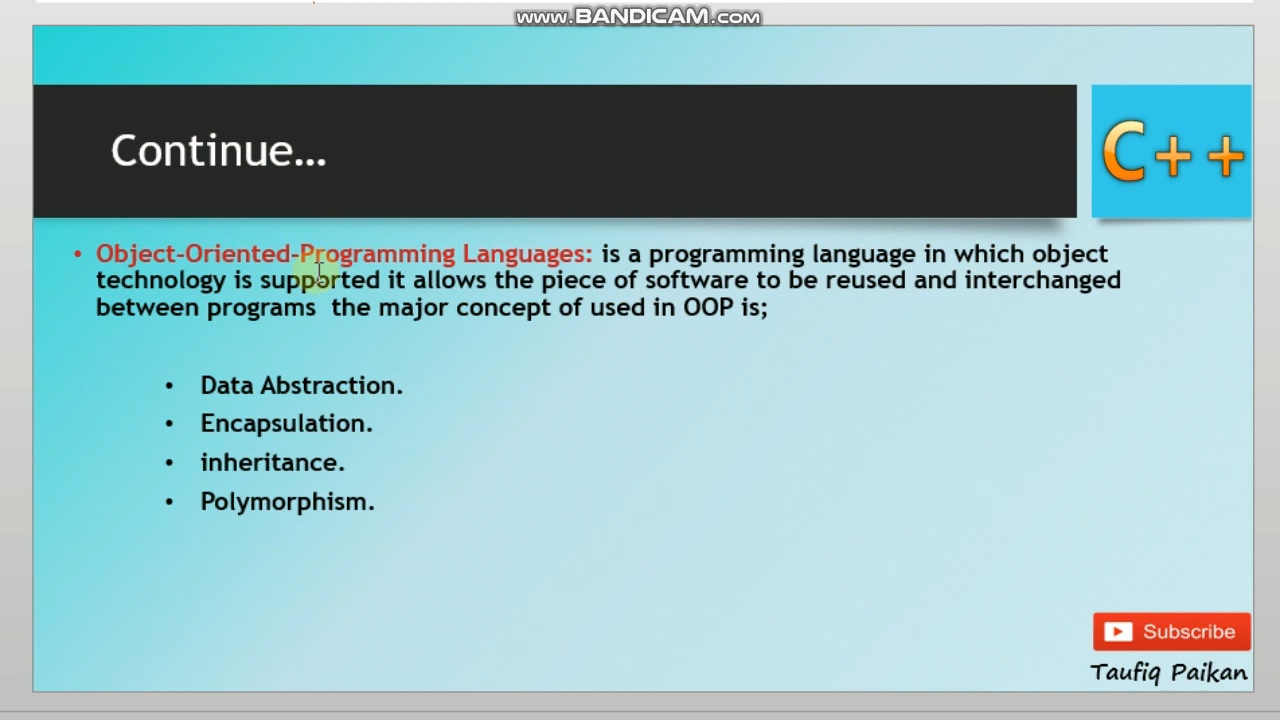 www.BANDICAM.com
Continue...
C++
• Object-Oriented-Programming Languages: is a programming language in which object
technology is supported it allows the piece of software to be reused and interchanged
between programs  the major concept of used in OOP is;
• Data Abstraction.
• Encapsulation.
• inheritance.
• Polymorphism.
Subscribe
Taufiq Paikan